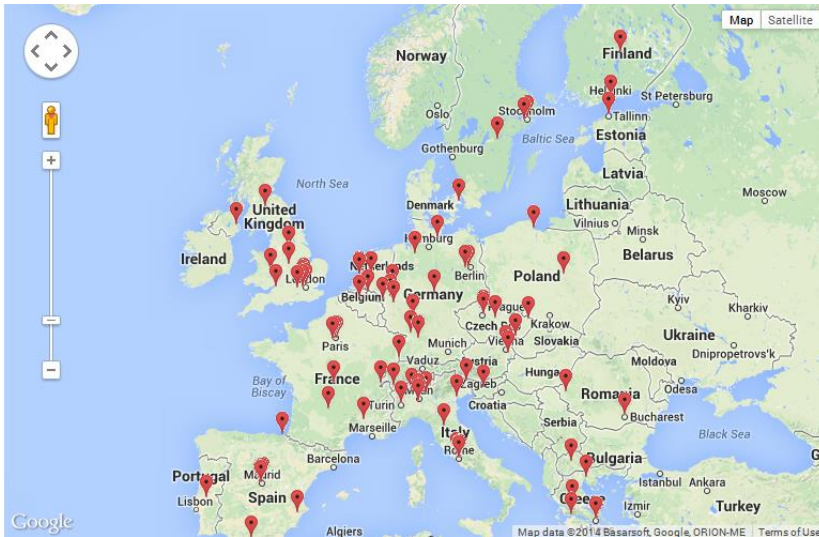 Map
Satellite
Norway
Finland
Helsinki
St Petersburg
Oslo
Stockholm
Tallinn
Estonia
Baltic Sea
Gothenburg
Latvia
North Sea
Moscow
Denmark
Lithuania
United
Kingdom
Vilnius
Minsk
Hamburg
Belarus
Ireland
Netherlands
Berlin
Poland
London
Belgium
Germany
Prague
Kyiv
Kharkiv
Paris
Czech
Krakow
Ukraine
Munich
Vienna
Slovakia
Dnipropetrovs'k
Vaduz
Austria
Moldova
France
Hungary
Bay of
Biscay
Zagreb
Odesa
Turin
Milan
Romania
Croatia
Marseille
Bucharest
Serbia
Black Sea
Italy
Barcelona
Rome
Bulgaria
Portugal
Madrid
Istanbul
Ankara
Spain
Lisbon
Greece
Izmir
Turkey
Google
Algiers
Map data ©2014 Basarsoft, Google, ORION-ME
Terms of Use